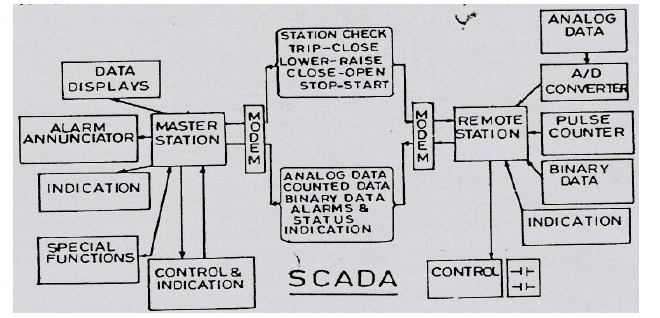 DATA
DISPLAYS
ALARM
ANNUNCIATOR
INDICATION
SPECIAL
FUNCTIONS
MASTER
STATION
CONTROL &
INDICATION
MODEM
STATION CHECK
TRIP-CLOSE
LOWER-RAISE
CLOSE-OPEN
STOP-START
ANALOG DATA
COUNTED DATA
BINARY DATA
ALARMS &
STATUS
INDICATION
SCADA
MODEM
REMOTE
STATION
CONTROL
ANALOG
DATA
A/D
CONVERTER
PULSE
COUNTER
BINARY
DATA
INDICATION